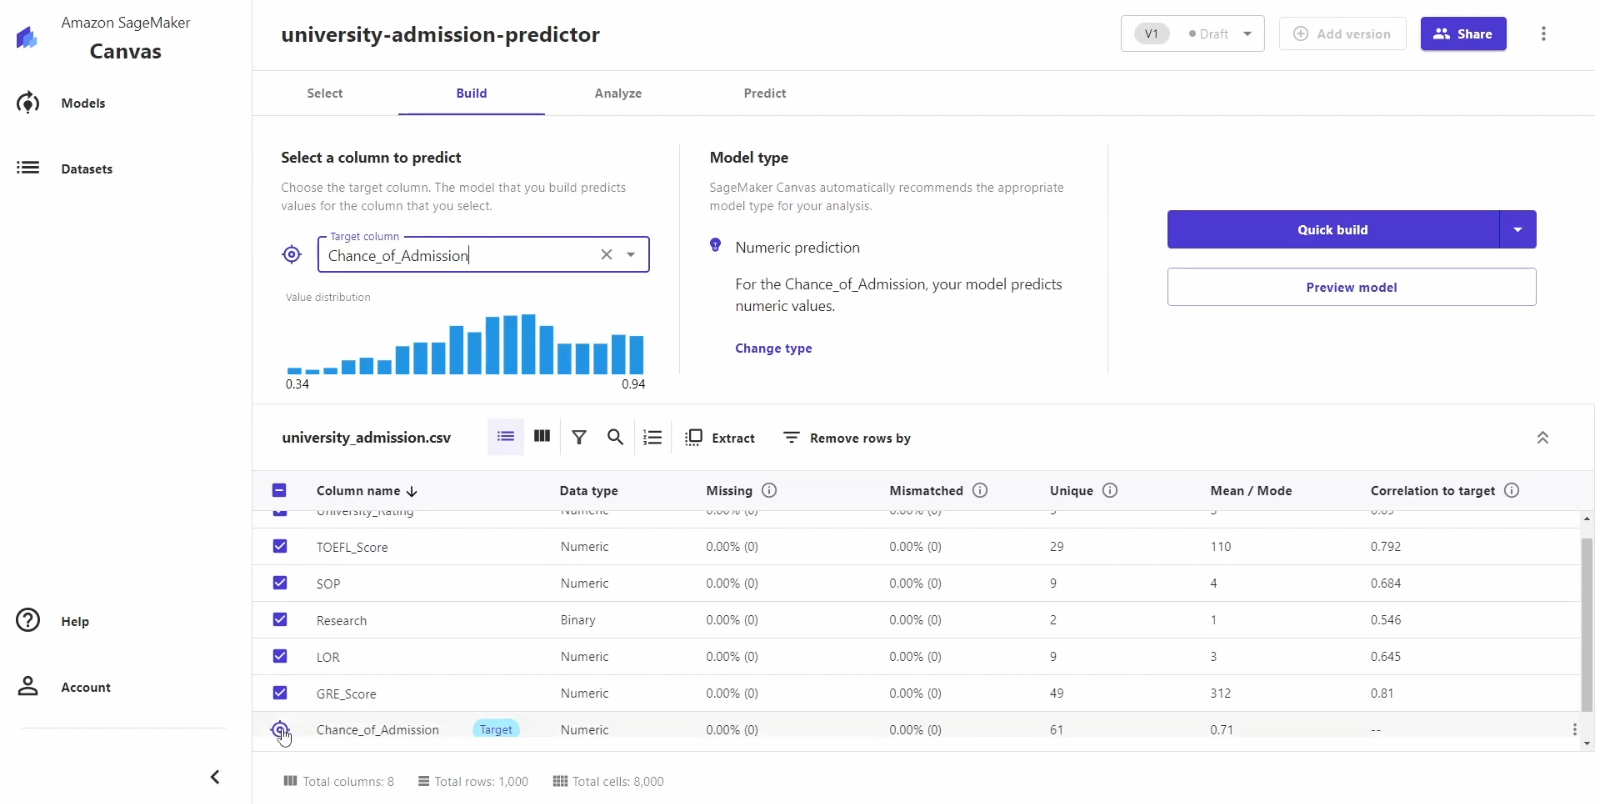 Amazon SageMaker
Canvas
Models
Datasets
Help
Account
university-admission-predictor
V1 Draft
Add version
Share
Select Build Analyze Predict
Select a column to predict
Choose the target column. The model that you build predicts
values for the column that you select.
Target column
Chance_of_Admission
Value distribution
0.34 0.94
Model type
SageMaker Canvas automatically recommends the appropriate
model type for your analysis.
Numeric prediction
For the Chance_of_Admission, your model predicts
numeric values.
Change type
Quick build
Preview model
university_admission.csv Extract Remove rows by
Column name Data type Missing Mismatched Unique Mean / Mode Correlation to target
University_Rating Numeric 0.00% (0) 0.00% (0)
TOEFL_Score Numeric 0.00% (0) 0.00% (0) 29 110 0.792
SOP Numeric 0.00% (0) 0.00% (0) 9 4 0.684
Research Binary 0.00% (0) 0.00% (0) 2 1 0.546
LOR Numeric 0.00% (0) 0.00% (0) 9 3 0.645
GRE_Score Numeric 0.00% (0) 0.00% (0) 49 312 0.81
Chance_of_Admission Target Numeric 0.00% (0) 0.00% (0) 61 0.71 --
Total columns: 8 Total rows: 1,000 Total cells: 8,000